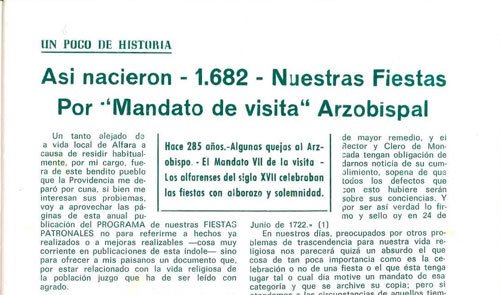 UN POCO DE HISTORIA
Asi nacieron - 1.682 - Nuestras Fiestas
Por "Mandato de visita" Arzobispal
Un tanto alejado de
la vida local de Alfara a
causa de residir habitual-
mente, por mi cargo, fue-
ra de este bendito pueblo
que la Providencia me de-
paró por cuna, si bien me
interesan sus problemas,
voy a aprovechar las pá-
ginas de esta anual
publicación del PROGRAMA de nuestras FIESTAS
PATRONALES no para referirme a hechos ya
realizados o a mejoras realizables —cosa muy
corriente en publicaciones de esta índole— sino
para ofrecer a mis paisanos un documento que,
por estar relacionado con la vida religiosa de la
población juzgo que ha de ser leído con agrado.
Hace 285 años.-Algunas quejas al Arz-
obispo. - El Mandato VII de la visita -
Los alfarenses del siglo XVII celebraban
las fiestas con alborozo y solemnidad.
de mayor remedio, y el
Rector y Clero de Mon-
cada tengan obligación de
darnos noticia de su cum-
plimiento, sopena de que
todos los defectos que
con esto hubiere serán
sobre sus conciencias. Y
por ser así verdad lo fir-
mo y sello oy en 24 de
Junio de 1722.» (1)
En nuestros días, preocupados por otros pro-
blemas de trascendencia para nuestra vida reli-
giosa nos parecerá quizá un absurdo el que
cosa de tan poca importancia como es la ce-
lebración o no de una fiesta o el que ésta tenga
lugar tal o cual día motive un mandato de esa
categoría y que se archive su copia; pero si
atendemos a las circunstancias de aquellos tiem-